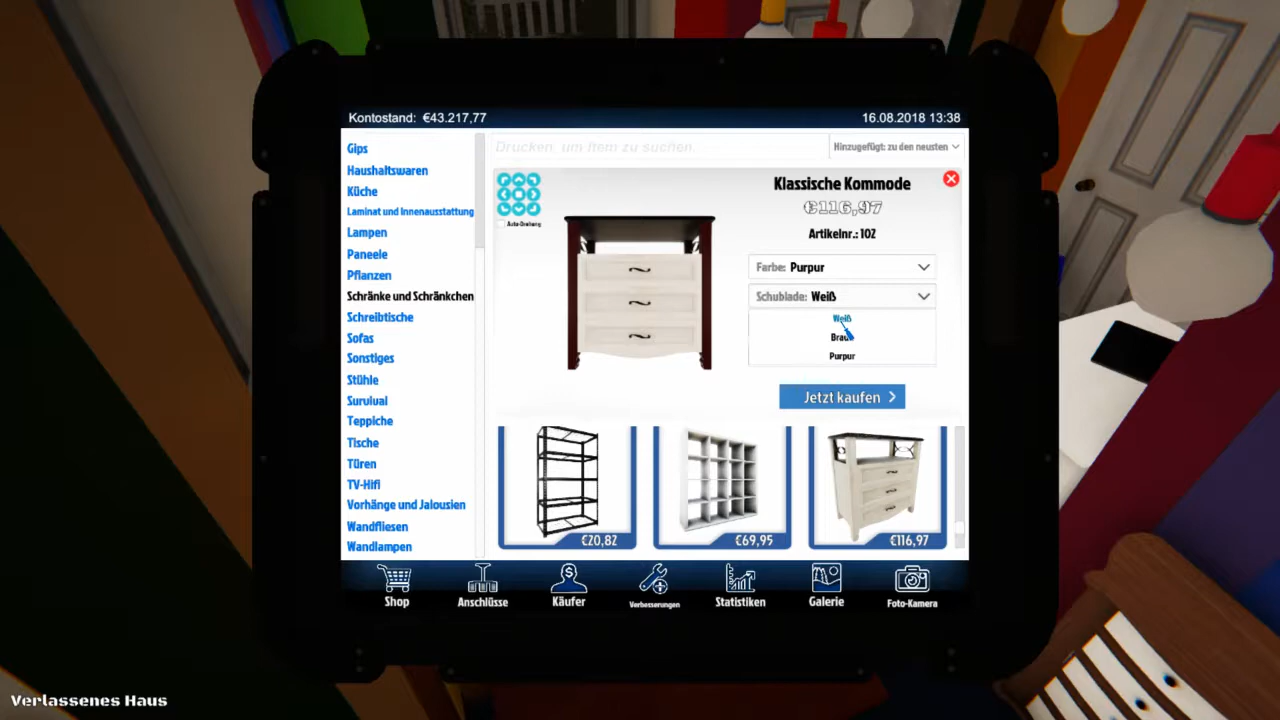 Kontostand: €43.217,77
16.08.2018 13:38
Gips
Haushaltswaren
Küche
Laminat und Innenausstattung
Lampen
Paneele
Pflanzen
Schränke und Schränkchen
Schreibtische
Sofas
Sonstiges
Stühle
Survival
Teppiche
Tische
Türen
TV-Hifi
Vorhänge und Jalousien
Wandfliesen
Wandlampen
Drucken, um Item zu suchen.
Hinzugefügt: zu den neusten
Auto-Drehung
Klassische Kommode
€116,97
Artikelnr.: 102
Farbe: Purpur
Schublade: Weiß
Weiß
Braun
Purpur
Jetzt kaufen
€20,82
€69,95
€116,97
Shop
Anschlüsse
Käufer
Verbesserungen
Statistiken
Galerie
Foto-Kamera
Verlassenes Haus